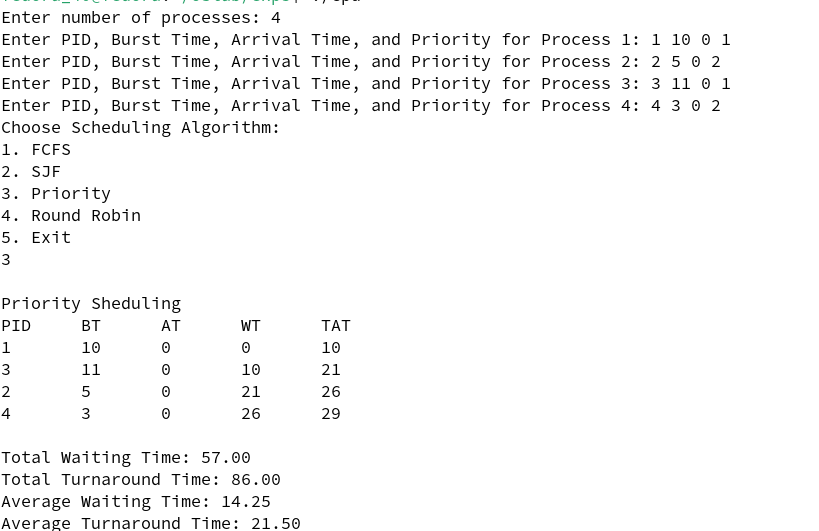 Enter number of processes: 4
Enter PID, Burst Time, Arrival Time, and Priority for Process 1: 1 10 0 1
Enter PID, Burst Time, Arrival Time, and Priority for Process 2: 2 5 0 2
Enter PID, Burst Time, Arrival Time, and Priority for Process 3: 3 11 0 1
Enter PID, Burst Time, Arrival Time, and Priority for Process 4: 4 3 0 2
Choose Scheduling Algorithm:
1. FCFS
2. SJF
3. Priority
4. Round Robin
5. Exit
3
Priority Sheduling
PID BT AT WT TAT
1 10 0 0 10
3 11 0 10 21
2 5 0 21 26
4 3 0 26 29
Total Waiting Time: 57.00
Total Turnaround Time: 86.00
Average Waiting Time: 14.25
Average Turnaround Time: 21.50